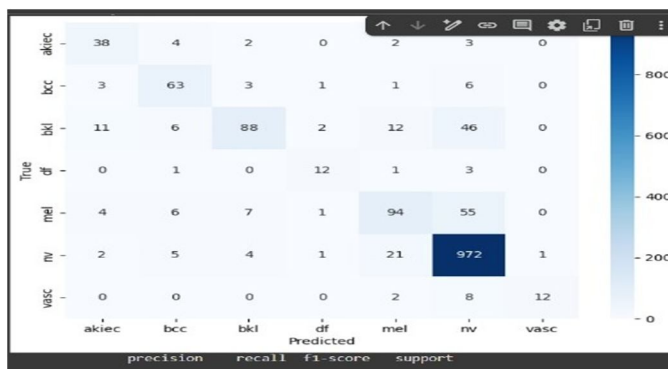 akiec 38 4 2 0 2 3 0
800
bcc 3 63 3 1 1 6 0
bkl 11 6 88 2 12 46 0
600
True
df 0 1 0 12 1 3 0
400
mel 4 6 7 1 94 55 0
nv 2 5 4 1 21 972 1
200
vasc 0 0 0 0 2 8 12
0
akiec bcc bkl df mel nv vasc
Predicted
precision recall f1-score support